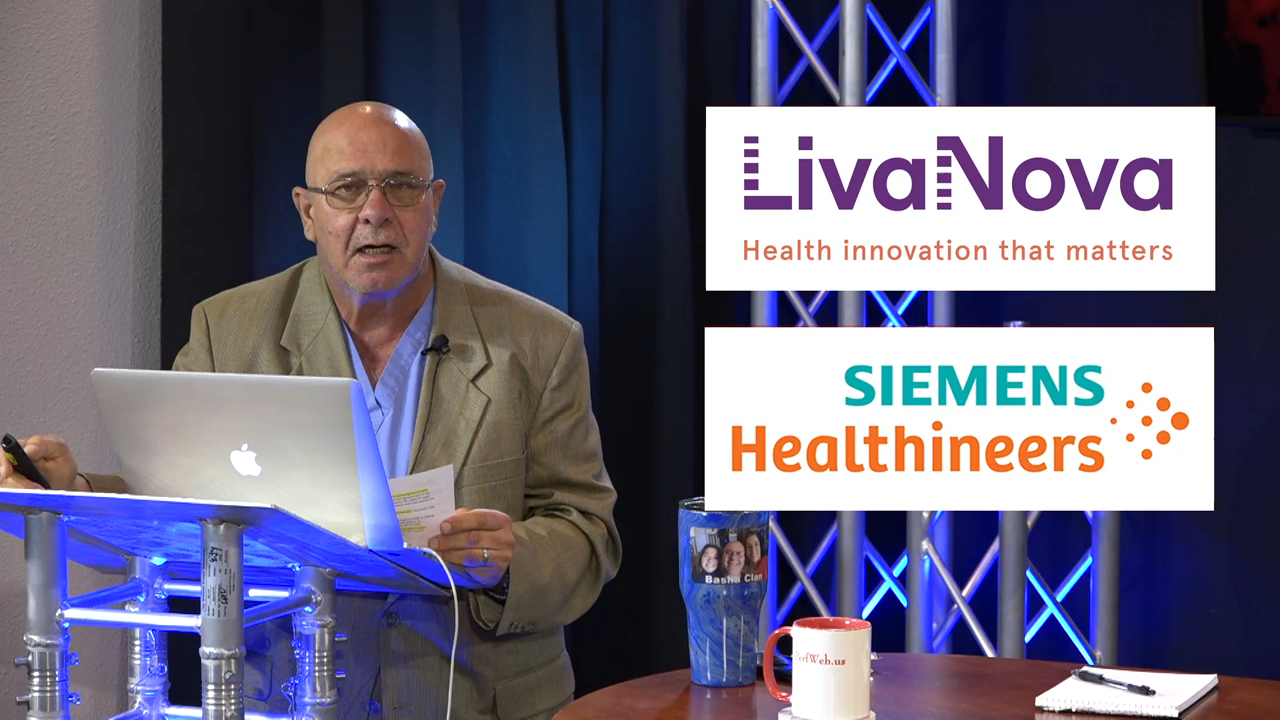 LivaNova
Health innovation that matters
SIEMENS
Healthineers
Basha Clan
PerfWeb.us